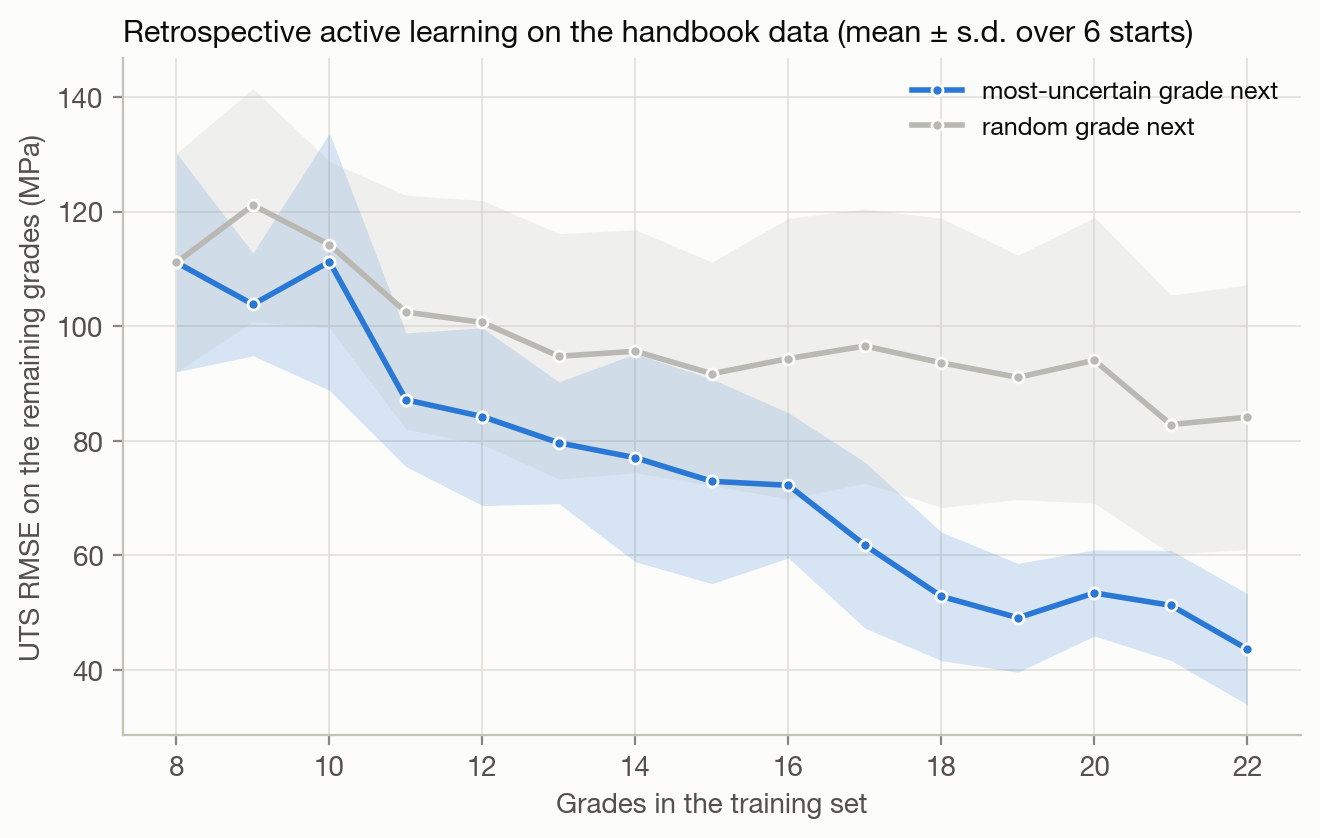 Retrospective active learning on the handbook data (mean ± s.d. over 6 starts)
most-uncertain grade next
random grade next
UTS RMSE on the remaining grades (MPa)
140
120
100
80
60
40
8 10 12 14 16 18 20 22
Grades in the training set